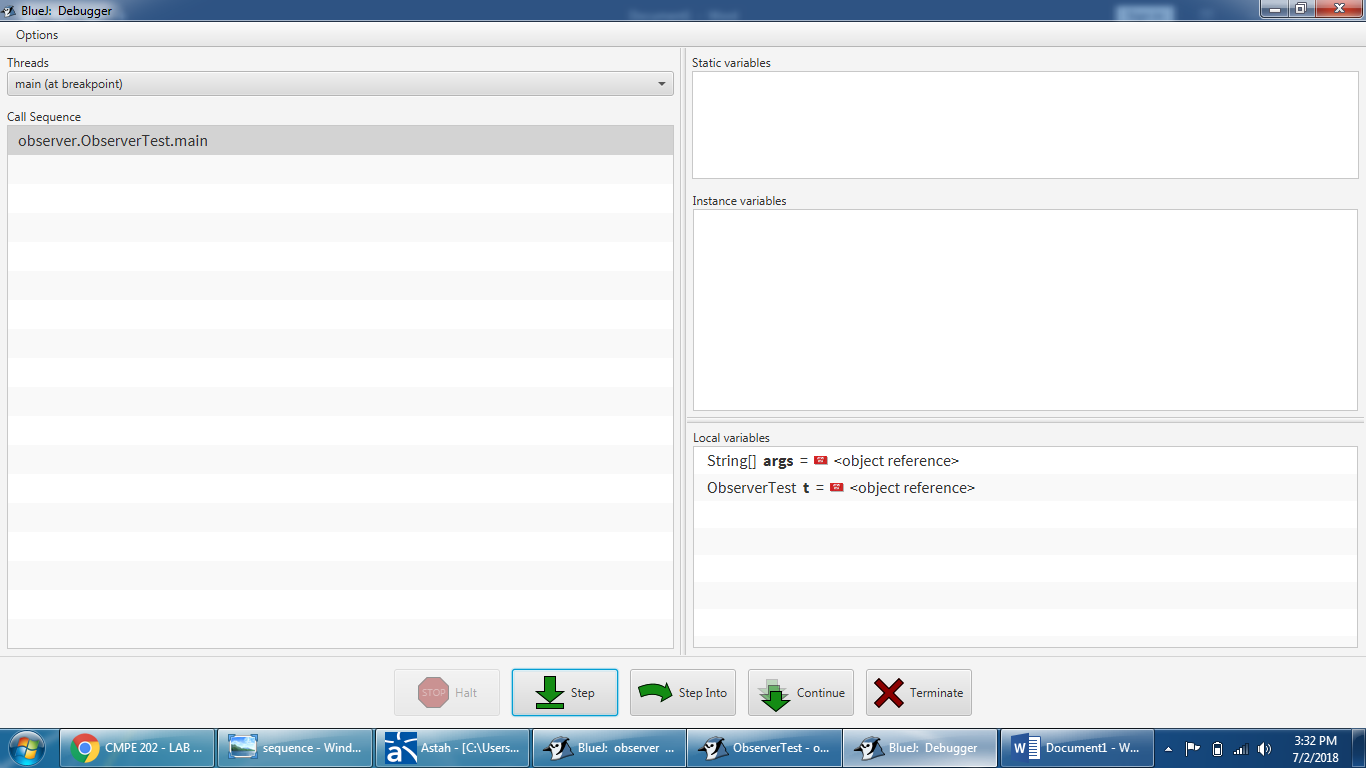 BlueJ:  Debugger
Options
Threads
main (at breakpoint)
Call Sequence
observer.ObserverTest.main
Static variables
Instance variables
Local variables
String[] args = <object reference>
ObserverTest t = <object reference>
STOP Halt
Step
Step Into
Continue
Terminate
CMPE 202 - LAB ...
sequence - Wind...
Astah - [C:\Users...
BlueJ:  observer ...
ObserverTest - o...
BlueJ:  Debugger
Document1 - W...
3:32 PM
7/2/2018